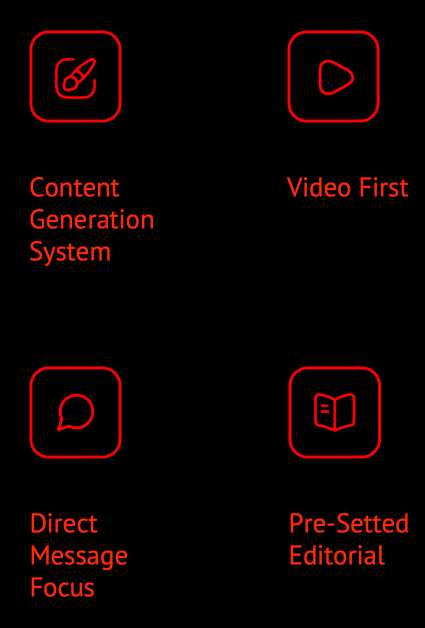 Content
Generation
System
Video First
Direct
Message
Focus
Pre-Setted
Editorial